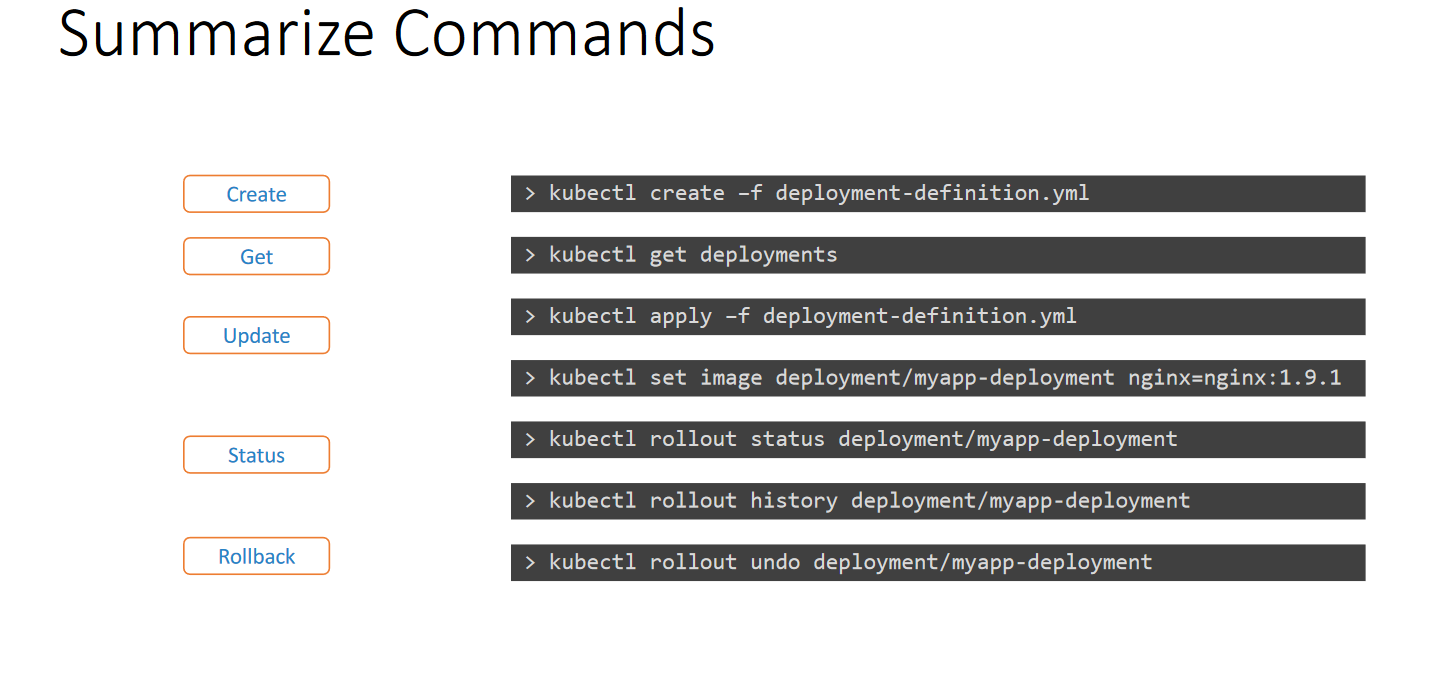 Summarize Commands
Create
> kubectl create –f deployment-definition.yml
Get
> kubectl get deployments
Update
> kubectl apply –f deployment-definition.yml
> kubectl set image deployment/myapp-deployment nginx=nginx:1.9.1
Status
> kubectl rollout status deployment/myapp-deployment
> kubectl rollout history deployment/myapp-deployment
Rollback
> kubectl rollout undo deployment/myapp-deployment